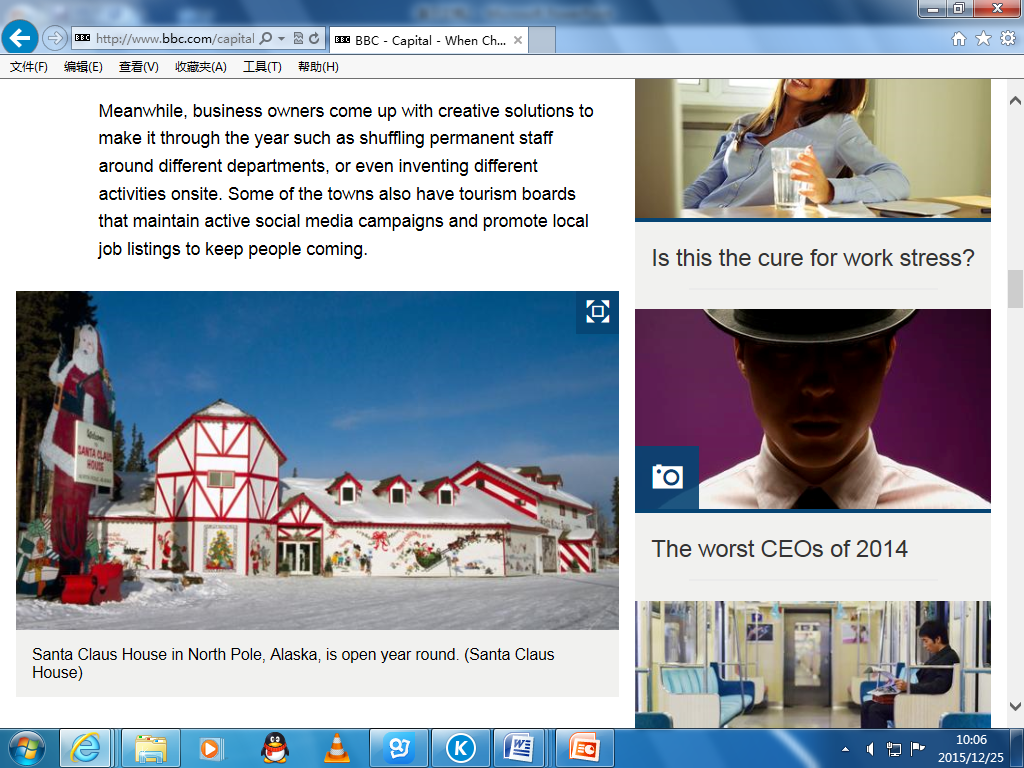 http://www.bbc.com/capital
BBC - Capital - When Ch...
文件(F) 编辑(E) 查看(V) 收藏夹(A) 工具(T) 帮助(H)
Meanwhile, business owners come up with creative solutions to
make it through the year such as shuffling permanent staff
around different departments, or even inventing different
activities onsite. Some of the towns also have tourism boards
that maintain active social media campaigns and promote local
job listings to keep people coming.
Welcome
SANTA CLAUS
HOUSE
Santa Claus House in North Pole, Alaska, is open year round. (Santa Claus
House)
Is this the cure for work stress?
The worst CEOs of 2014
10:06
2015/12/25